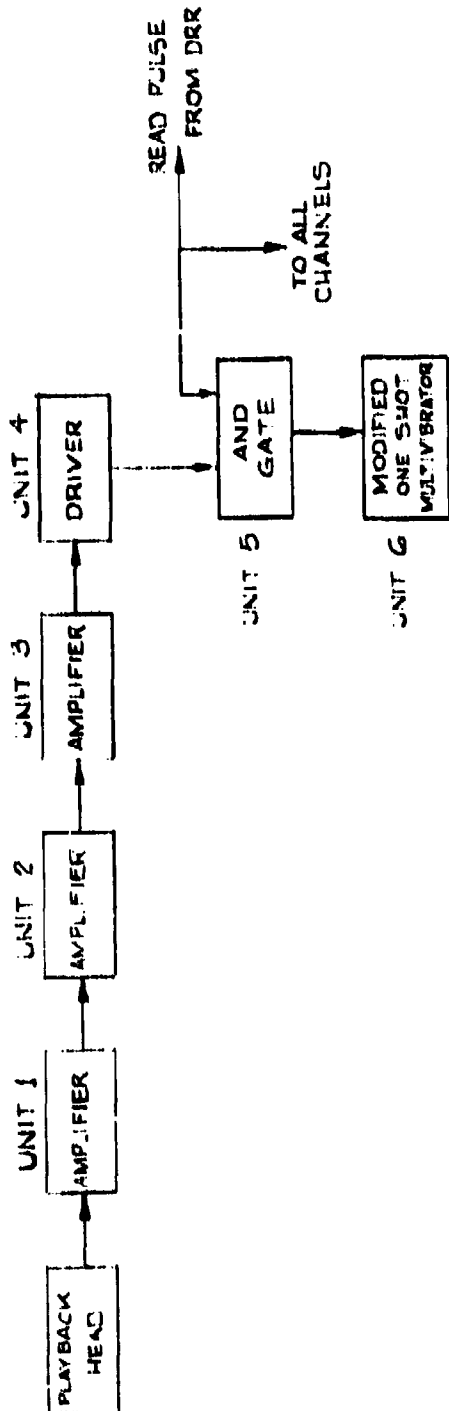 PLAYBACK
HEAD
UNIT 1
AMPLIFIER
UNIT 2
AMPLIFIER
UNIT 3
AMPLIFIER
UNIT 4
DRIVER
UNIT 5
AND
GATE
UNIT 6
MODIFIED
ONE SHOT
MULTIVIBRATOR
TO ALL
CHANNELS
READ PULSE
FROM DRR